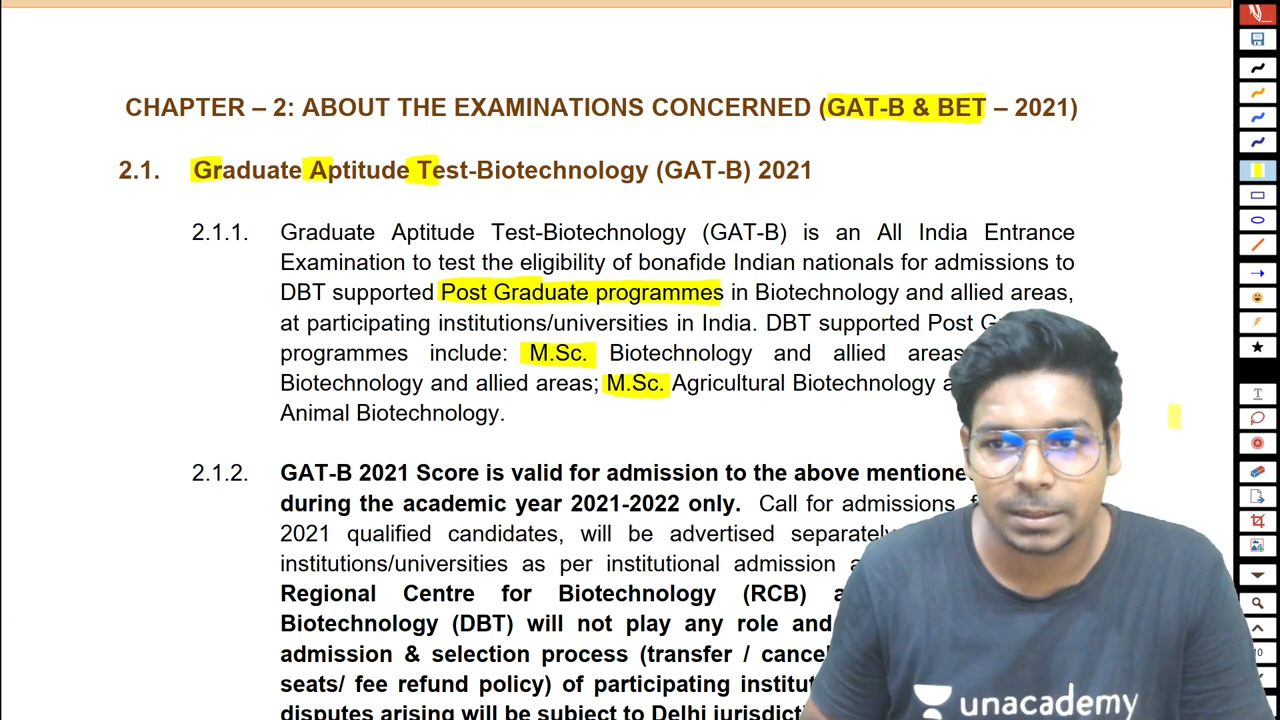 CHAPTER – 2: ABOUT THE EXAMINATIONS CONCERNED (GAT-B & BET – 2021)
2.1. Graduate Aptitude Test-Biotechnology (GAT-B) 2021
2.1.1. Graduate Aptitude Test-Biotechnology (GAT-B) is an All India Entrance
Examination to test the eligibility of bonafide Indian nationals for admissions to
DBT supported Post Graduate programmes in Biotechnology and allied areas,
at participating institutions/universities in India. DBT supported Post
programmes include: M.Sc. Biotechnology and allied areas
Biotechnology and allied areas; M.Sc. Agricultural Biotechnology
Animal Biotechnology.
2.1.2. GAT-B 2021 Score is valid for admission to the above
during the academic year 2021-2022 only. Call for admissions,
2021 qualified candidates, will be advertised separately
institutions/universities as per institutional admission
Regional Centre for Biotechnology (RCB)
Biotechnology (DBT) will not play any role and
admission & selection process (transfer /
seats/ fee refund policy) of participating
disputes arising will be subject to Delhi
unacademy